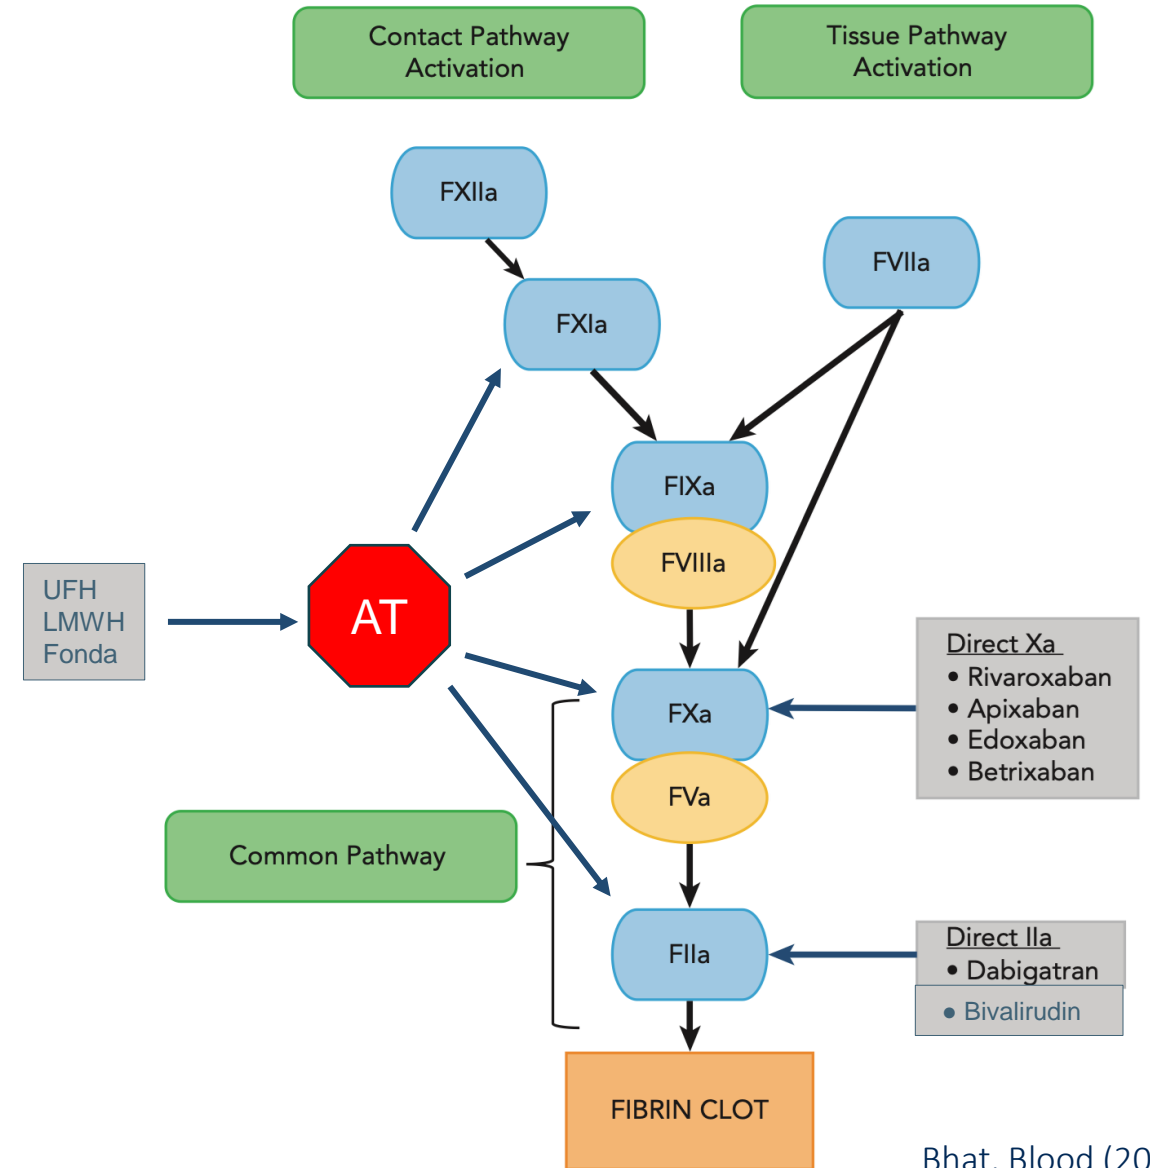 Contact Pathway
Activation
Tissue Pathway
Activation
FXIIa
FVIIa
FXIa
FIXa
FVIIIa
UFH
LMWH
Fonda
AT
Direct Xa
• Rivaroxaban
• Apixaban
• Edoxaban
• Betrixaban
FXa
FVa
Common Pathway
FIIa
Direct IIa
• Dabigatran
• Bivalirudin
FIBRIN CLOT
Bhat, Blood (20